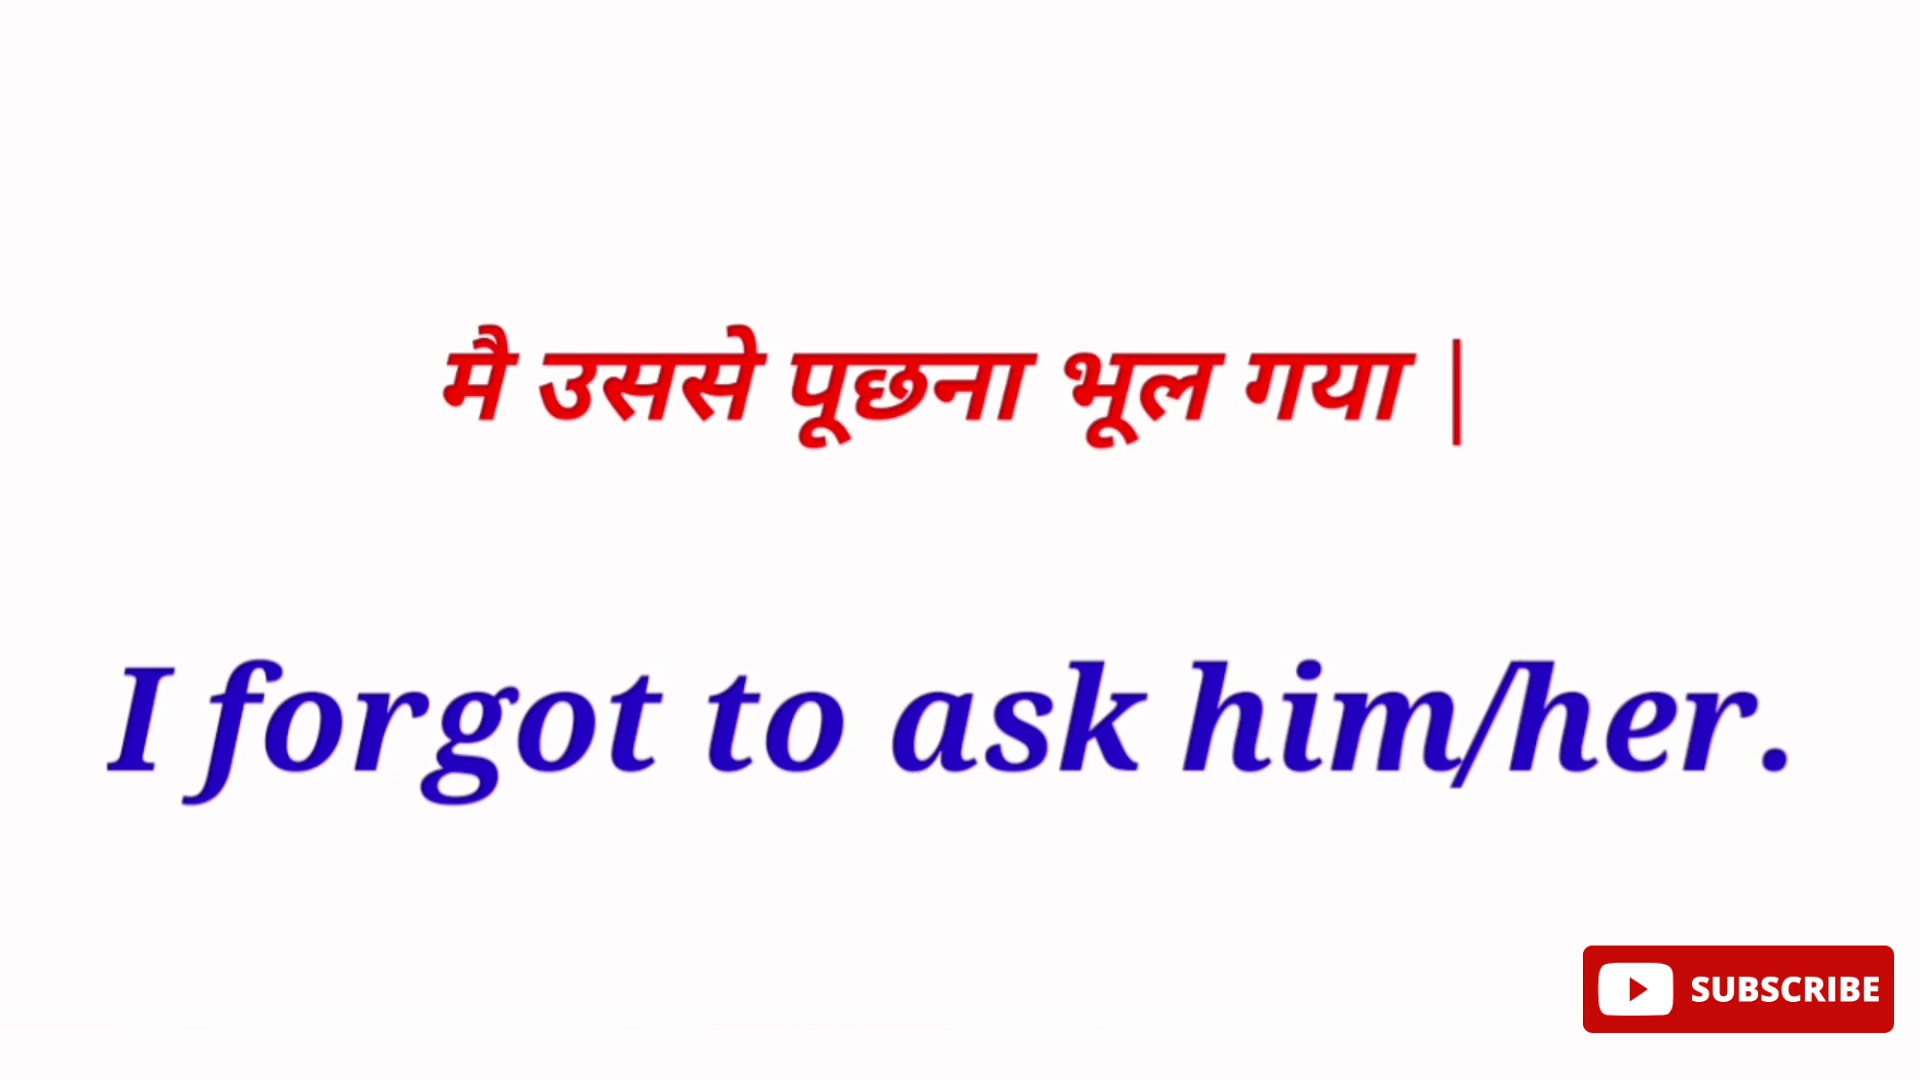 मै उससे पूछना भूल गया |
I forgot to ask him/her.
SUBSCRIBE